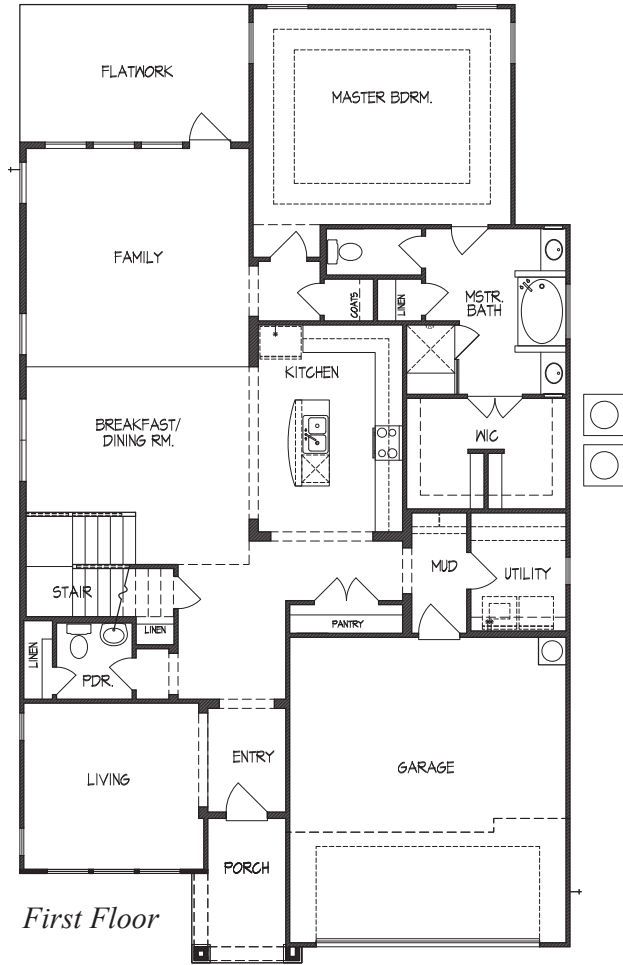 FLATWORK
MASTER BDRM.
FAMILY
COATS
LINEN
MSTR.
BATH
KITCHEN
BREAKFAST/
DINING RM.
WIC
MUD
UTILITY
STAIR
LINEN
PANTRY
LINEN
PDR.
ENTRY
LIVING
GARAGE
PORCH
First Floor